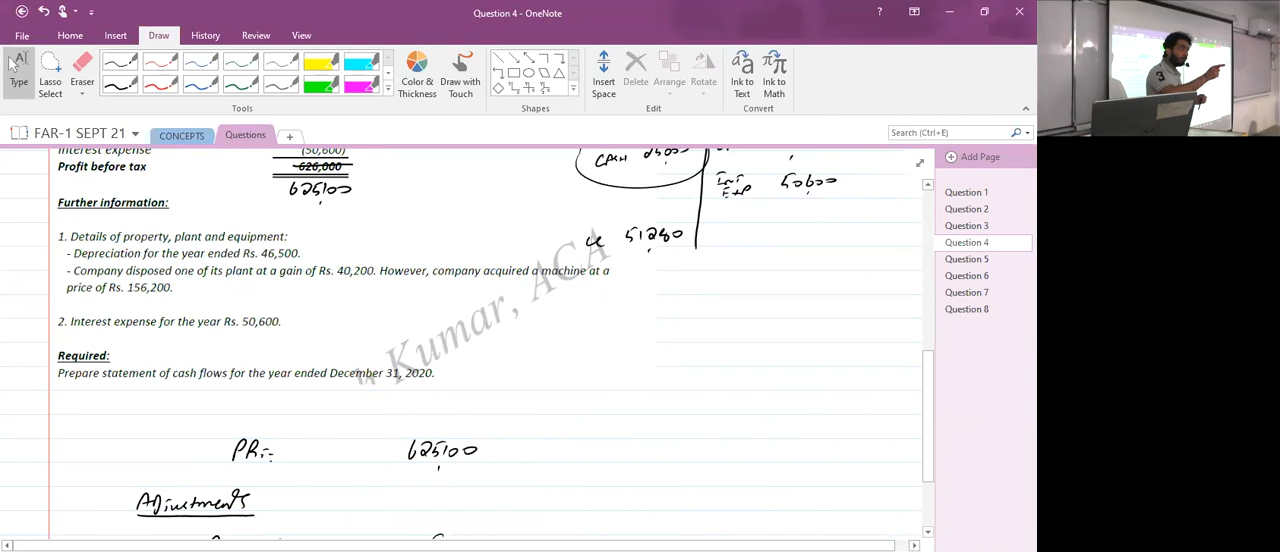 Question 4 - OneNote
File Home Insert Draw History Review View
Type
Lasso Select
Eraser
Color & Thickness
Draw with Touch
Insert Space
Delete
Arrange
Rotate
Ink to Text
Ink to Math
Tools
Shapes
Edit
Convert
FAR-1 SEPT 21
CONCEPTS
Questions
Search (Ctrl+E)
Add Page
Question 1
Question 2
Question 3
Question 4
Question 5
Question 6
Question 7
Question 8
Interest expense (50,600)
Profit before tax 626,000
625100
CASH
INT EXP 50600
51280
Further information:
1. Details of property, plant and equipment:
- Depreciation for the year ended Rs. 46,500.
- Company disposed one of its plant at a gain of Rs. 40,200. However, company acquired a machine at a
price of Rs. 156,200.
2. Interest expense for the year Rs. 50,600.
Required:
Prepare statement of cash flows for the year ended December 31, 2020.
Kumar, ACA
625100
Adjustments